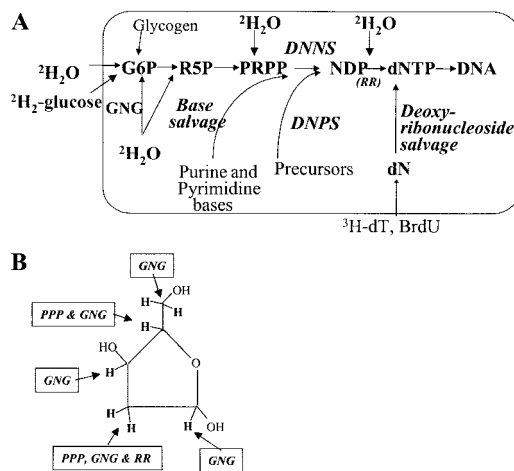 A
Glycogen
²H₂O
²H₂O
DNNS
²H₂O
G6P
R5P
PRPP
NDP
dNTP
DNA
(RR)
²H₂-glucose
GNG
Base
salvage
DNPS
Deoxy-
ribonucleoside
salvage
²H₂O
Purine and
Pyrimidine
bases
Precursors
dN
³H-dT, BrdU
B
GNG
OH
H
H
PPP & GNG
H
HO
O
GNG
H
H
H
H
OH
PPP, GNG & RR
GNG